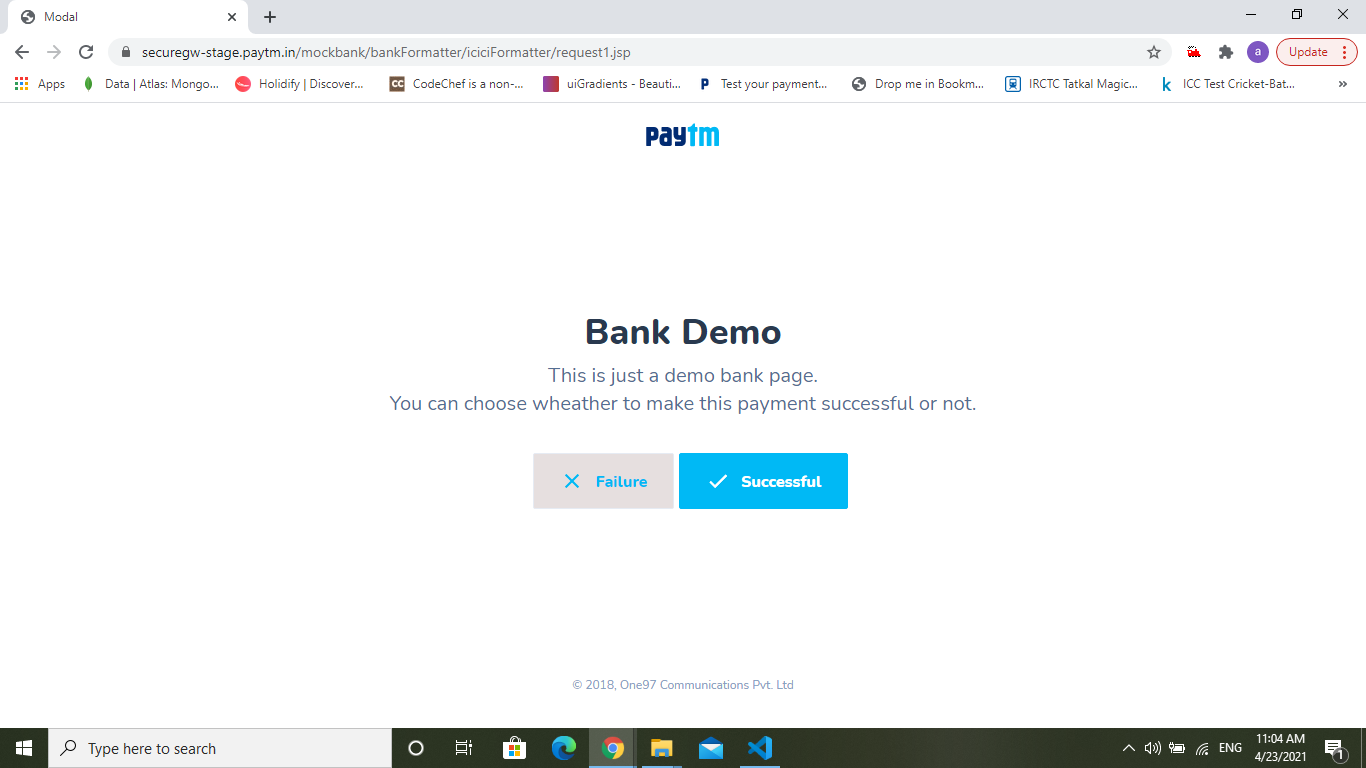 Modal
securegw-stage.paytm.in/mockbank/bankFormatter/iciciFormatter/request1.jsp
a
Update
Apps
Data | Atlas: Mongo...
Holidify | Discover...
CC
CodeChef is a non-...
uiGradients - Beauti...
P
Test your payment...
Drop me in Bookm...
IRCTC Tatkal Magic...
k
ICC Test Cricket-Bat...
»
paytm
Bank Demo
This is just a demo bank page.
You can choose wheather to make this payment successful or not.
Failure
Successful
© 2018, One97 Communications Pvt. Ltd
Type here to search
ENG
11:04 AM
4/23/2021
1